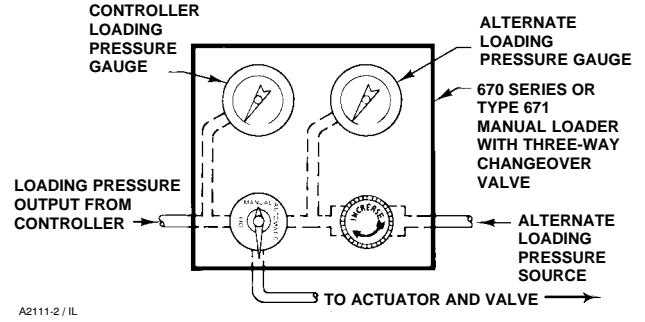 CONTROLLER
LOADING
PRESSURE
GAUGE
ALTERNATE
LOADING
PRESSURE GAUGE
670 SERIES OR
TYPE 671
MANUAL LOADER
WITH THREE-WAY
CHANGEOVER
VALVE
LOADING PRESSURE
OUTPUT FROM
CONTROLLER
MANUAL
AUTOMATIC
INCREASE
ALTERNATE
LOADING
PRESSURE
SOURCE
TO ACTUATOR AND VALVE
A2111-2 / IL